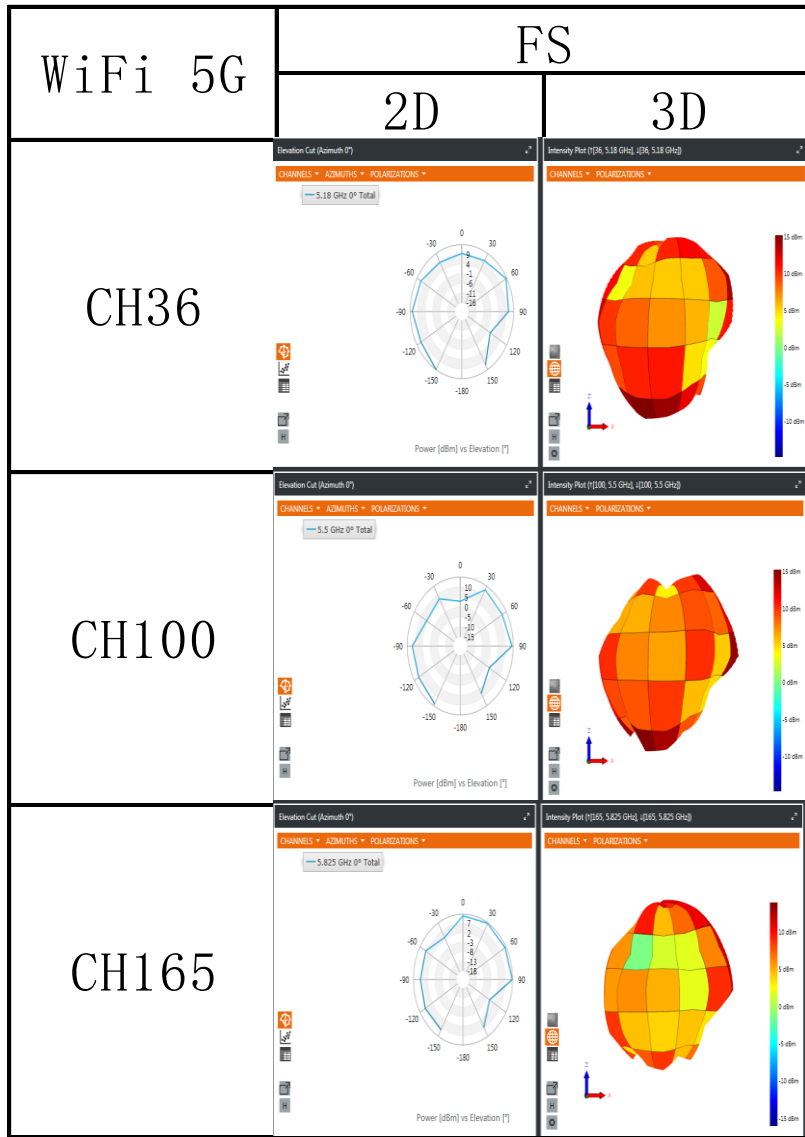 WiFi 5G
FS
2D
3D
CH36
Elevation Cut (Azimuth 0°)
CHANNELS AZIMUTHS POLARIZATIONS
5.18 GHz 0° Total
0
-30 30
-60 60
-90 90
-120 120
-150 150
-180
9
4
-1
-6
-11
-16
H
Power [dBm] vs Elevation [°]
Intensity Plot (↑[36, 5.18 GHz], ↓[36, 5.18 GHz])
CHANNELS POLARIZATIONS
15 dBm
10 dBm
5 dBm
0 dBm
-5 dBm
-10 dBm
Z
X
H
CH100
Elevation Cut (Azimuth 0°)
CHANNELS AZIMUTHS POLARIZATIONS
5.5 GHz 0° Total
0
-30 30
-60 60
-90 90
-120 120
-150 150
-180
10
5
0
-5
-10
-15
H
Power [dBm] vs Elevation [°]
Intensity Plot (↑[100, 5.5 GHz], ↓[100, 5.5 GHz])
CHANNELS POLARIZATIONS
15 dBm
10 dBm
5 dBm
0 dBm
-5 dBm
-10 dBm
Z
X
H
CH165
Elevation Cut (Azimuth 0°)
CHANNELS AZIMUTHS POLARIZATIONS
5.825 GHz 0° Total
0
-30 30
-60 60
-90 90
-120 120
-150 150
-180
7
2
-3
-8
-13
-18
H
Power [dBm] vs Elevation [°]
Intensity Plot (↑[165, 5.825 GHz], ↓[165, 5.825 GHz])
CHANNELS POLARIZATIONS
10 dBm
5 dBm
0 dBm
-5 dBm
-10 dBm
-15 dBm
Z
X
H